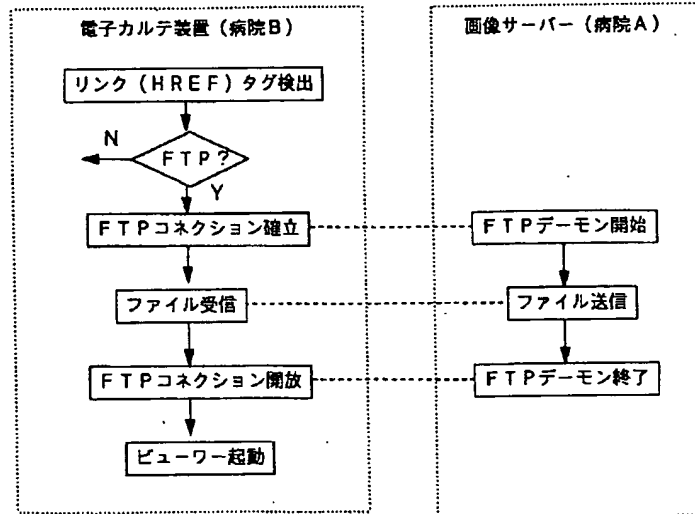 電子カルテ装置（病院B）
リンク（HREF）タグ検出
FTP？
N
Y
FTPコネクション確立
ファイル受信
FTPコネクション開放
ビューワー起動
画像サーバー（病院A）
FTPデーモン開始
ファイル送信
FTPデーモン終了